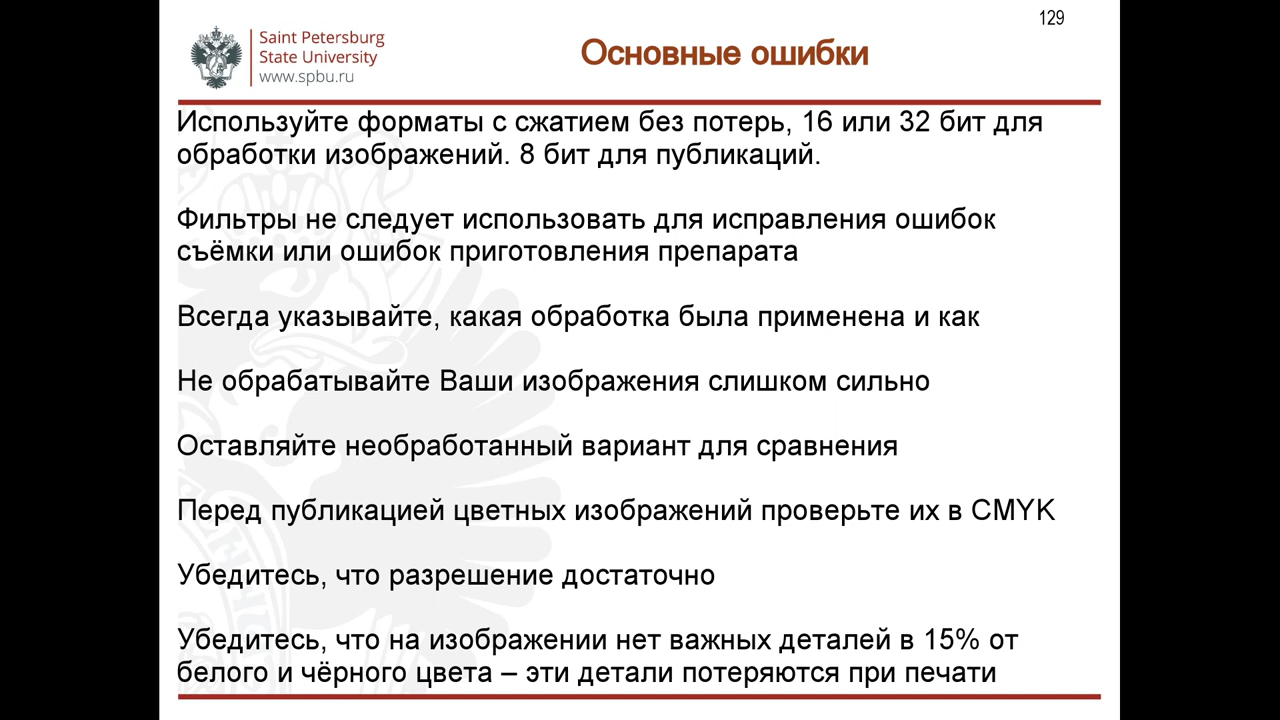 129
Saint Petersburg
State University
www.spbu.ru
Основные ошибки
Используйте форматы с сжатием без потерь, 16 или 32 бит для
обработки изображений. 8 бит для публикаций.
Фильтры не следует использовать для исправления ошибок
съёмки или ошибок приготовления препарата
Всегда указывайте, какая обработка была применена и как
Не обрабатывайте Ваши изображения слишком сильно
Оставляйте необработанный вариант для сравнения
Перед публикацией цветных изображений проверьте их в CMYK
Убедитесь, что разрешение достаточно
Убедитесь, что на изображении нет важных деталей в 15% от
белого и чёрного цвета – эти детали потеряются при печати